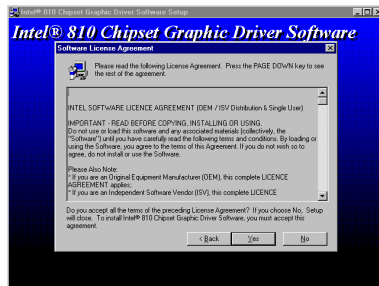 Intel® 810 Chipset Graphic Driver Software Setup
Intel® 810 Chipset Graphic Driver Software
Software License Agreement
Please read the following License Agreement. Press the PAGE DOWN key to see
the rest of the agreement.
INTEL SOFTWARE LICENCE AGREEMENT (OEM / ISV Distribution & Single User)
IMPORTANT - READ BEFORE COPYING, INSTALLING OR USING.
Do not use or load this software and any associated materials (collectively, the
"Software") until you have carefully read the following terms and conditions. By loading or
using the Software, you agree to the terms of this Agreement. If you do not wish to so
agree, do not install or use the Software.
Please Also Note:
* If you are an Original Equipment Manufacturer (OEM), this complete LICENCE
AGREEMENT applies;
* If you are an Independent Software Vendor (ISV), this complete LICENCE
Do you accept all the terms of the preceding License Agreement? If you choose No, Setup
will close. To install Intel® 810 Chipset Graphic Driver Software, you must accept this
agreement.
< Back
Yes
No